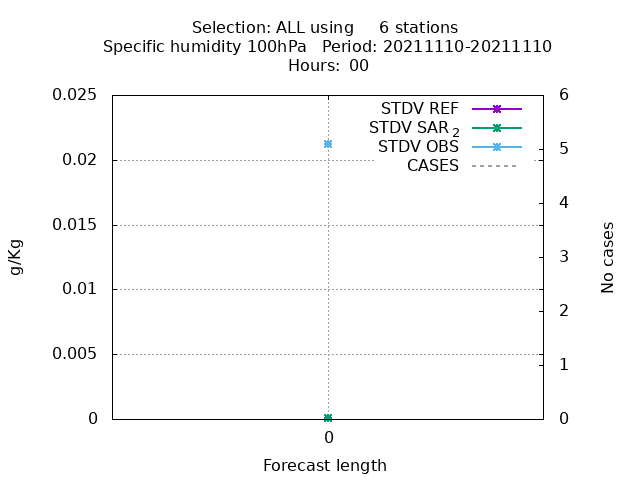 Selection: ALL using 6 stations
Specific humidity 100hPa Period: 20211110-20211110
Hours: 00
0.025
0.02
0.015
0.01
0.005
0
g/Kg
STDV REF
STDV SAR 2
STDV OBS
CASES
6
5
4
3
2
1
0
No cases
0
Forecast length